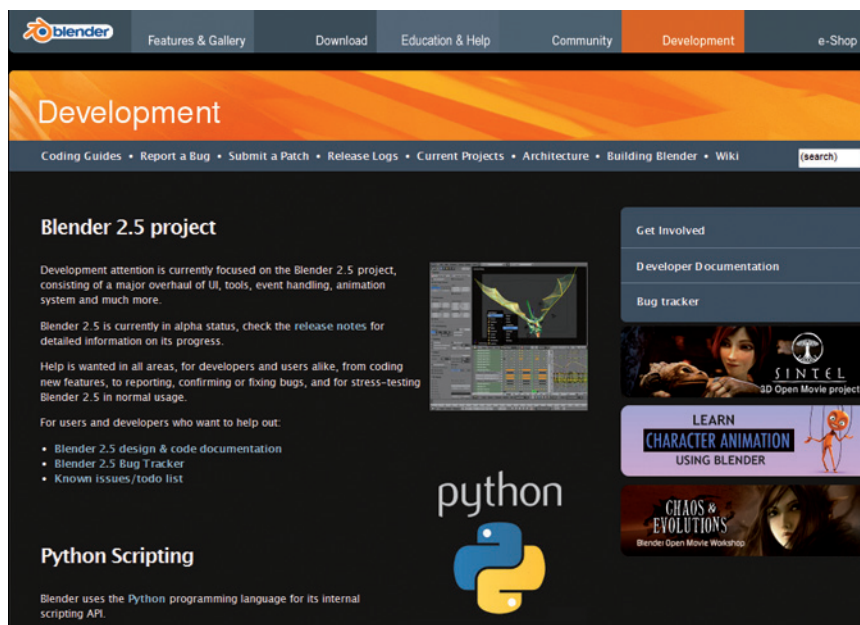 blender
Features & Gallery
Download
Education & Help
Community
Development
e-Shop
Development
Coding Guides • Report a Bug • Submit a Patch • Release Logs • Current Projects • Architecture • Building Blender • Wiki
(search)
Blender 2.5 project
Development attention is currently focused on the Blender 2.5 project,
consisting of a major overhaul of UI, tools, event handling, animation
system and much more.
Blender 2.5 is currently in alpha status, check the release notes for
detailed information on its progress.
Help is wanted in all areas, for developers and users alike, from coding
new features, to reporting, confirming or fixing bugs, and for stress-testing
Blender 2.5 in normal usage.
For users and developers who want to help out:
• Blender 2.5 design & code documentation
• Blender 2.5 Bug Tracker
• Known issues/todo list
python
Python Scripting
Blender uses the Python programming language for its internal
scripting API.
Get Involved
Developer Documentation
Bug tracker
SINTEL
3D Open Movie project
LEARN
CHARACTER ANIMATION
USING BLENDER
CHAOS &
EVOLUTIONS
Blender Open Movie Workshop